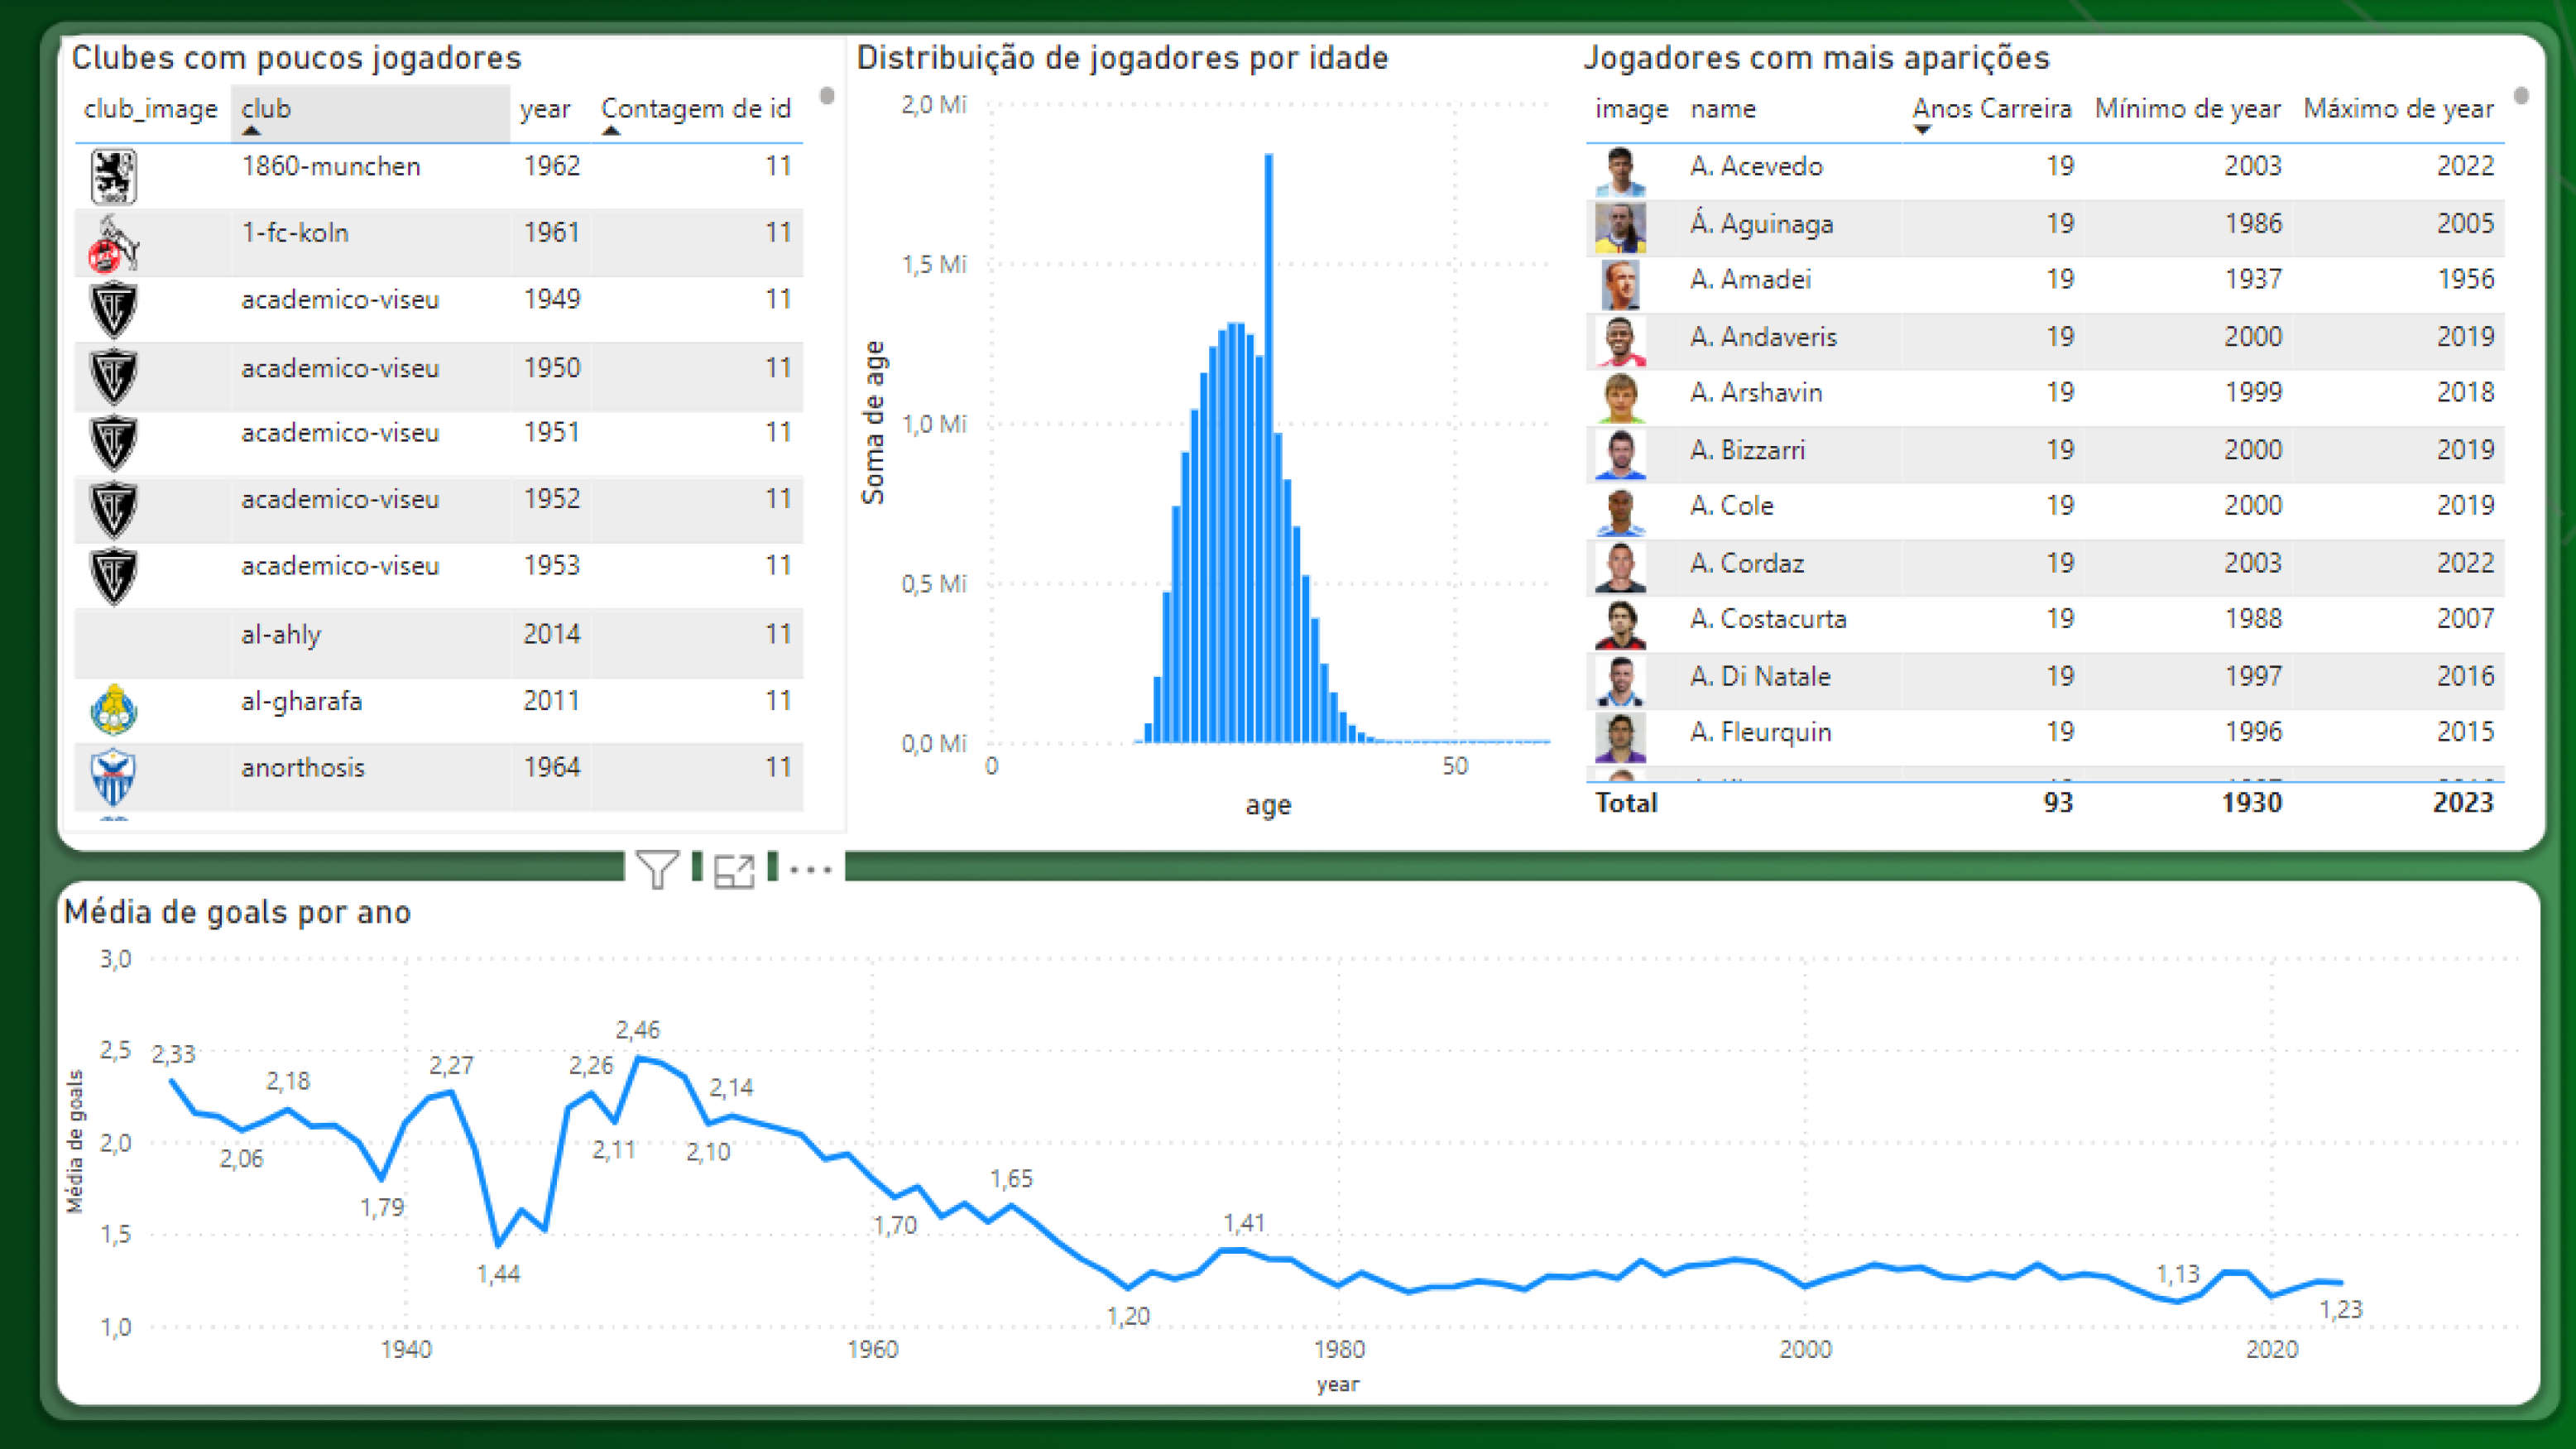 Clubes com poucos jogadores
club_image club year Contagem de id
1860-munchen 1962 11
1-fc-koln 1961 11
academico-viseu 1949 11
academico-viseu 1950 11
academico-viseu 1951 11
academico-viseu 1952 11
academico-viseu 1953 11
al-ahly 2014 11
al-gharafa 2011 11
anorthosis 1964 11
Distribuição de jogadores por idade
Soma de age
2,0 Mi
1,5 Mi
1,0 Mi
0,5 Mi
0,0 Mi
0 50
age
Jogadores com mais aparições
image name Anos Carreira Mínimo de year Máximo de year
A. Acevedo 19 2003 2022
Á. Aguinaga 19 1986 2005
A. Amadei 19 1937 1956
A. Andaveris 19 2000 2019
A. Arshavin 19 1999 2018
A. Bizzarri 19 2000 2019
A. Cole 19 2000 2019
A. Cordaz 19 2003 2022
A. Costacurta 19 1988 2007
A. Di Natale 19 1997 2016
A. Fleurquin 19 1996 2015
Total 93 1930 2023
Média de goals por ano
Média de goals
3,0
2,5
2,0
1,5
1,0
2,33
2,06
2,18
1,79
2,27
1,44
2,26
2,11
2,46
2,10
2,14
1,70
1,65
1,20
1,41
1,13
1,23
1940 1960 1980 2000 2020
year